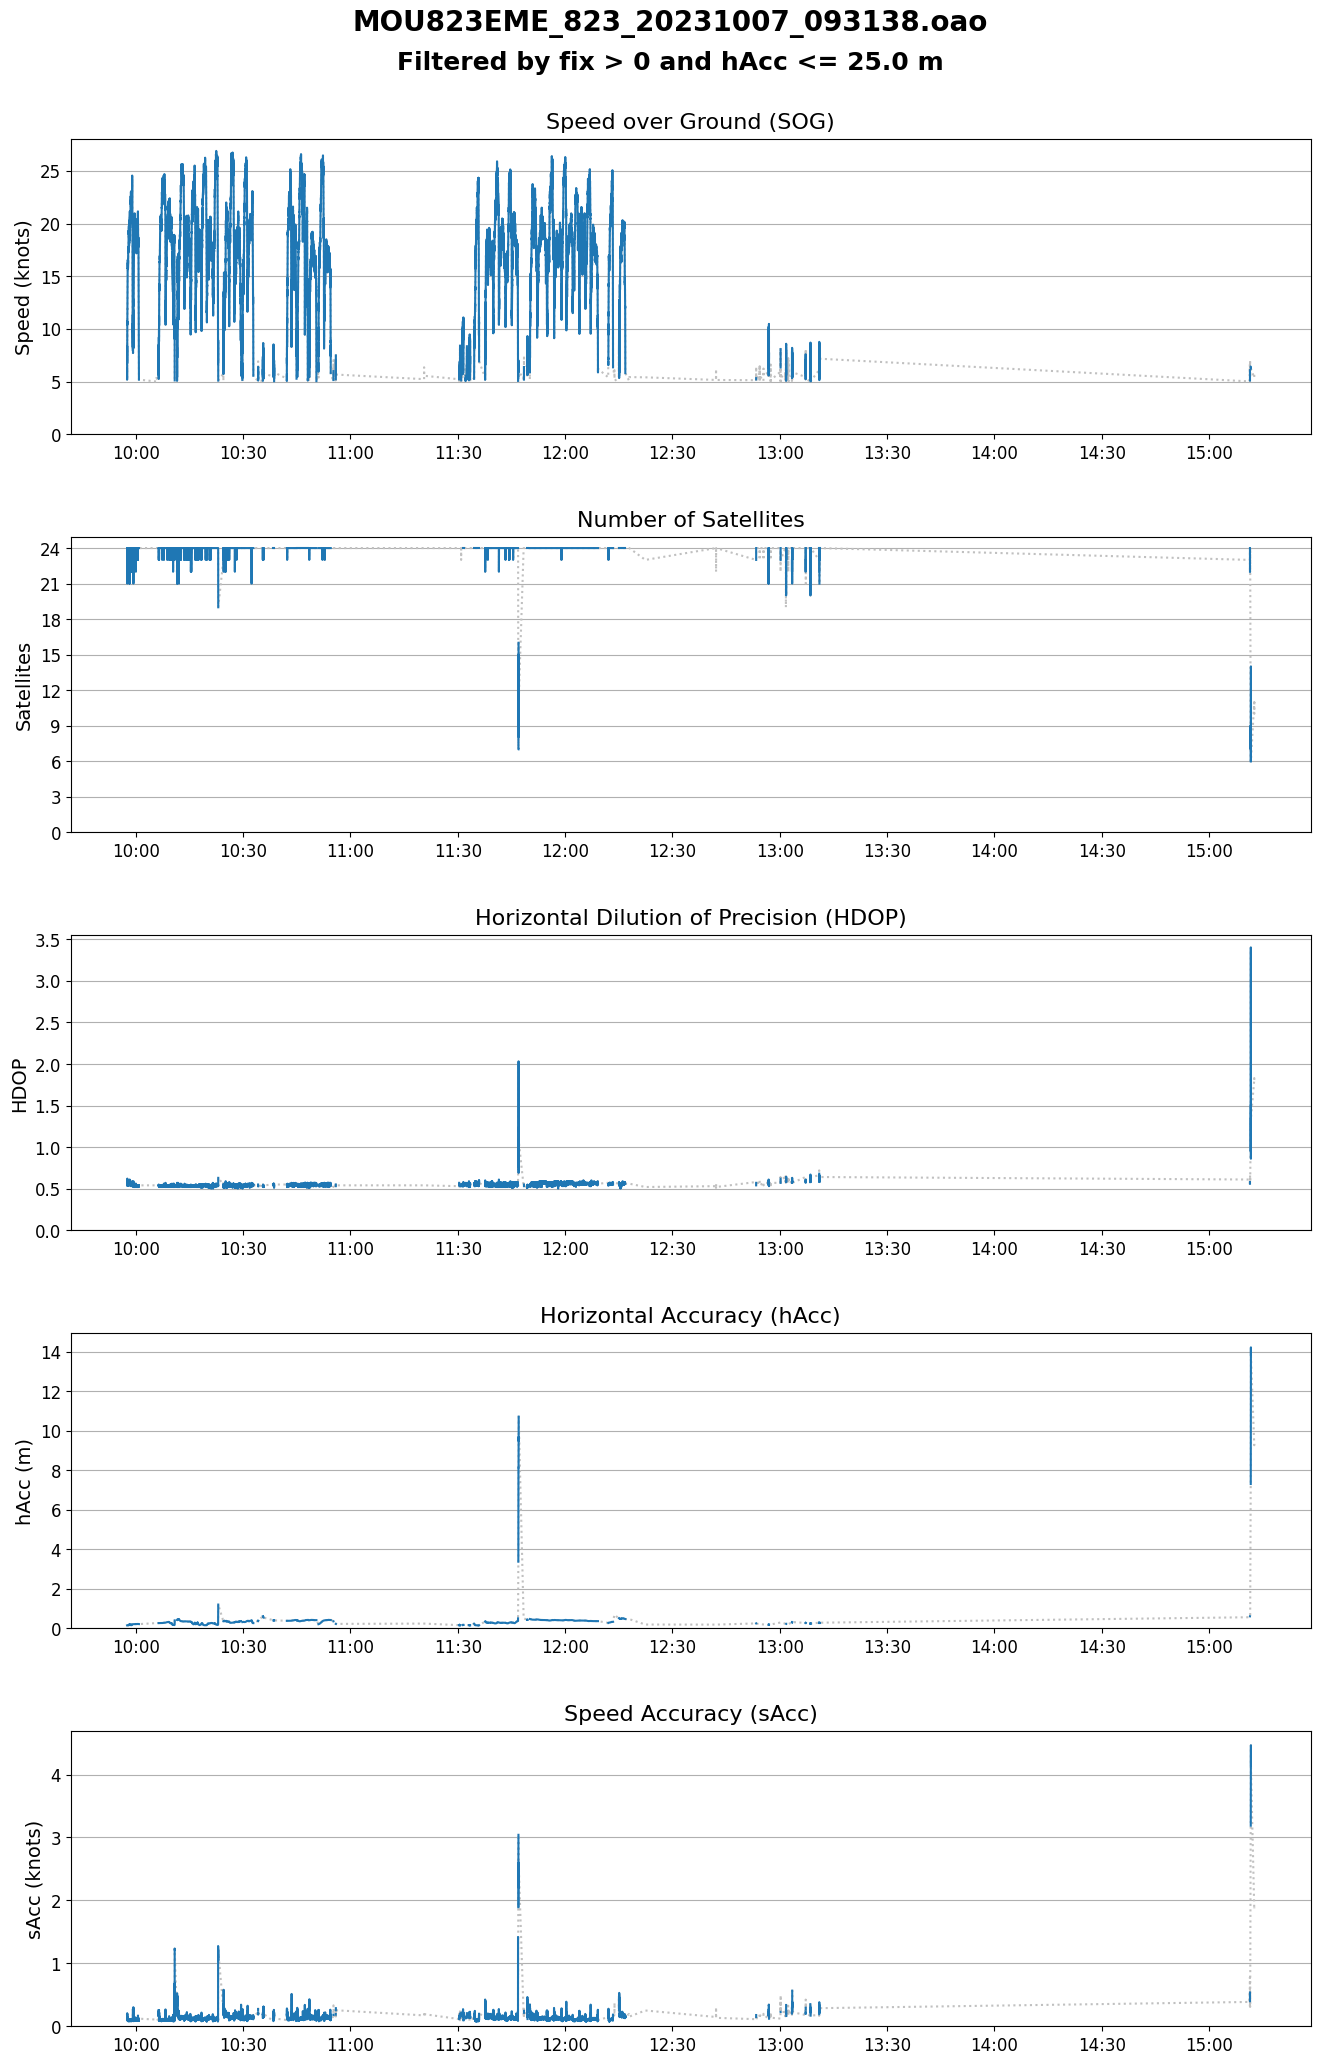 MOU823EME_823_20231007_093138.oao
Filtered by fix > 0 and hAcc <= 25.0 m
Speed over Ground (SOG)
Speed (knots)
25
20
15
10
5
0
10:00 10:30 11:00 11:30 12:00 12:30 13:00 13:30 14:00 14:30 15:00
Number of Satellites
Satellites
24
21
18
15
12
9
6
3
0
10:00 10:30 11:00 11:30 12:00 12:30 13:00 13:30 14:00 14:30 15:00
Horizontal Dilution of Precision (HDOP)
HDOP
3.5
3.0
2.5
2.0
1.5
1.0
0.5
0.0
10:00 10:30 11:00 11:30 12:00 12:30 13:00 13:30 14:00 14:30 15:00
Horizontal Accuracy (hAcc)
hAcc (m)
14
12
10
8
6
4
2
0
10:00 10:30 11:00 11:30 12:00 12:30 13:00 13:30 14:00 14:30 15:00
Speed Accuracy (sAcc)
sAcc (knots)
4
3
2
1
0
10:00 10:30 11:00 11:30 12:00 12:30 13:00 13:30 14:00 14:30 15:00